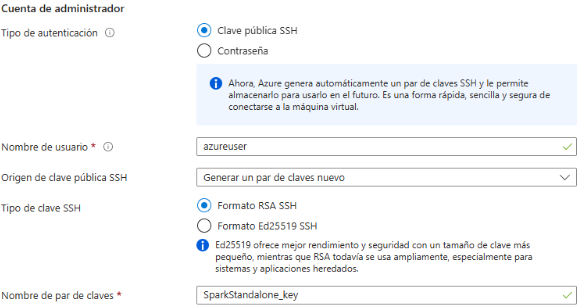 Cuenta de administrador
Tipo de autenticación
Clave pública SSH
Contraseña
Ahora, Azure genera automáticamente un par de claves SSH y le permite
almacenarlo para usarlo en el futuro. Es una forma rápida, sencilla y segura de
conectarse a la máquina virtual.
Nombre de usuario *
azureuser
Origen de clave pública SSH
Generar un par de claves nuevo
Tipo de clave SSH
Formato RSA SSH
Formato Ed25519 SSH
Ed25519 ofrece mejor rendimiento y seguridad con un tamaño de clave más
pequeño, mientras que RSA todavía se usa ampliamente, especialmente para
sistemas y aplicaciones heredados.
Nombre de par de claves *
SparkStandalone_key